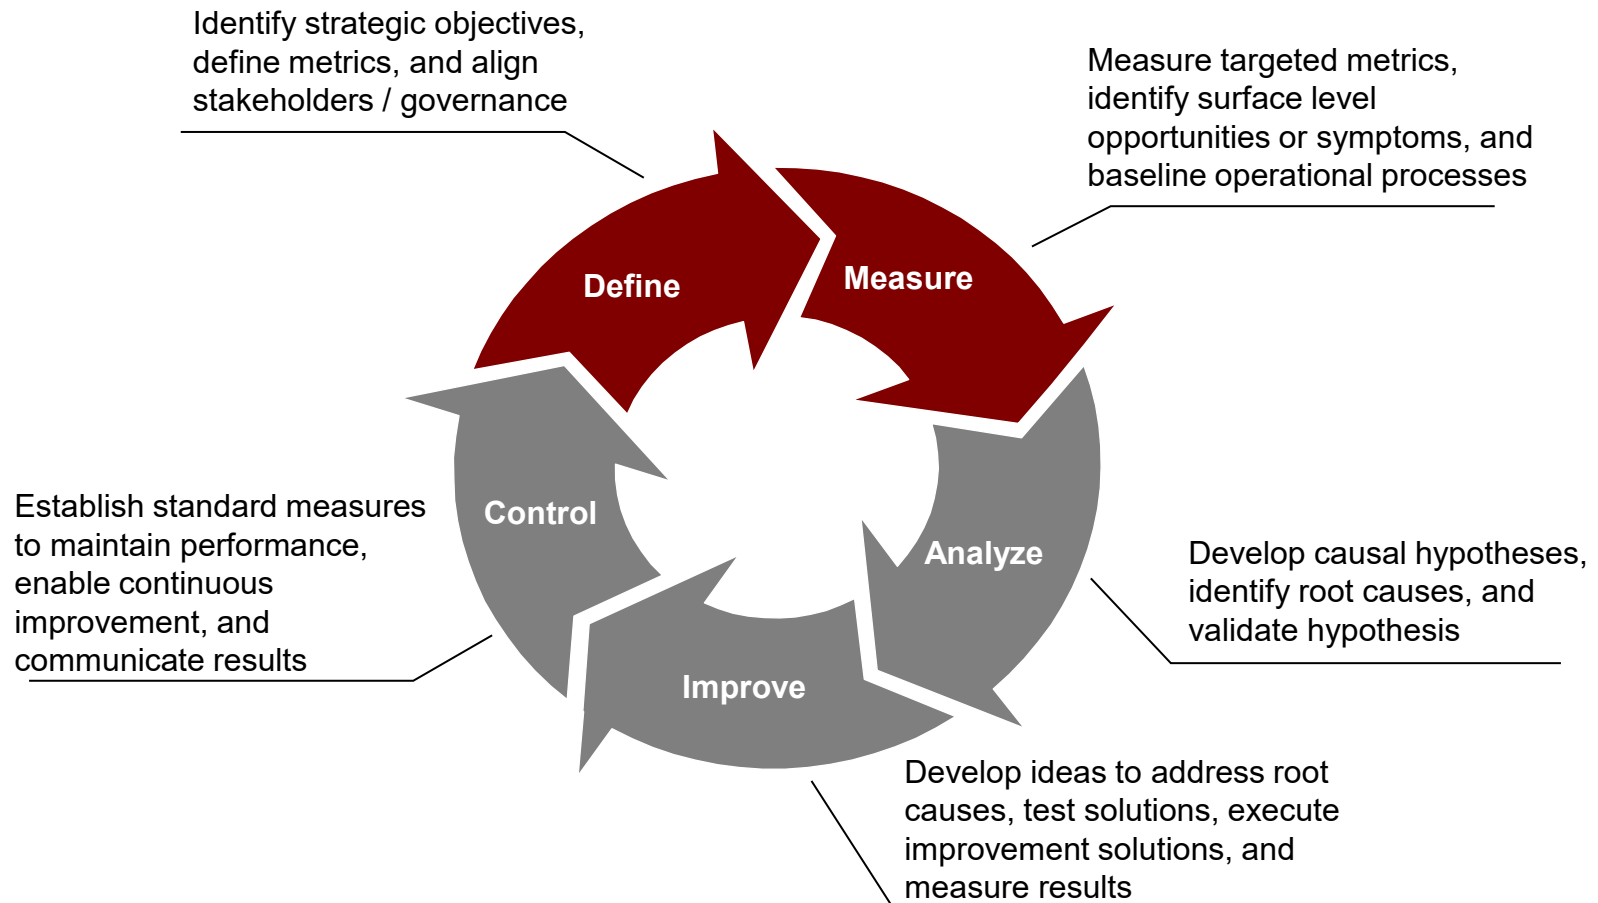 Identify strategic objectives,
define metrics, and align
stakeholders / governance
Measure targeted metrics,
identify surface level
opportunities or symptoms, and
baseline operational processes
Define
Measure
Control
Analyze
Improve
Establish standard measures
to maintain performance,
enable continuous
improvement, and
communicate results
Develop causal hypotheses,
identify root causes, and
validate hypothesis
Develop ideas to address root
causes, test solutions, execute
improvement solutions, and
measure results